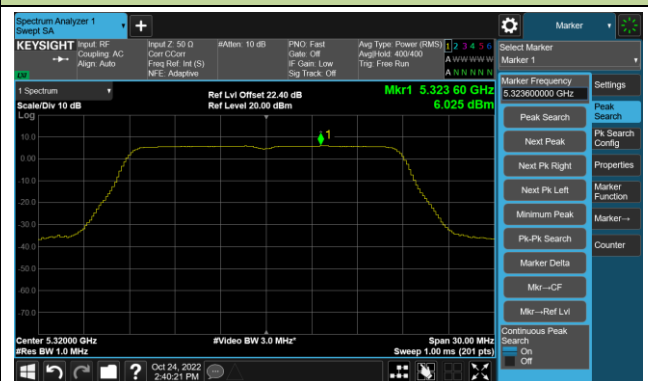 Spectrum Analyzer 1
Swept SA
Marker
KEYSIGHT
Input: RF
Coupling: AC
Align: Auto
Input Z: 50 Ω
Corr CCorr
Freq Ref: Int (S)
NFE: Adaptive
#Atten: 10 dB
PNO: Fast
Gate: Off
IF Gain: Low
Sig Track: Off
Avg Type: Power (RMS)
Avg|Hold: 400/400
Trig: Free Run
1 2 3 4 5 6
A W W W W W
A N N N N N
Select Marker
Marker 1
LXI
1 Spectrum
Scale/Div 10 dB
Log
Ref Lvl Offset 22.40 dB
Ref Level 20.00 dBm
Mkr1 5.323 60 GHz
6.025 dBm
1
10.0
0.00
-10.0
-20.0
-30.0
-40.0
-50.0
-60.0
-70.0
Center 5.32000 GHz
#Res BW 1.0 MHz
#Video BW 3.0 MHz*
Span 30.00 MHz
Sweep 1.00 ms (201 pts)
Marker Frequency
5.323600000 GHz
Peak Search
Next Peak
Next Pk Right
Next Pk Left
Minimum Peak
Pk-Pk Search
Marker Delta
Mkr→CF
Mkr→Ref Lvl
Continuous Peak
Search
On
Off
Settings
Peak
Search
Pk Search
Config
Properties
Marker
Function
Marker→
Counter
?
Oct 24, 2022
2:40:21 PM